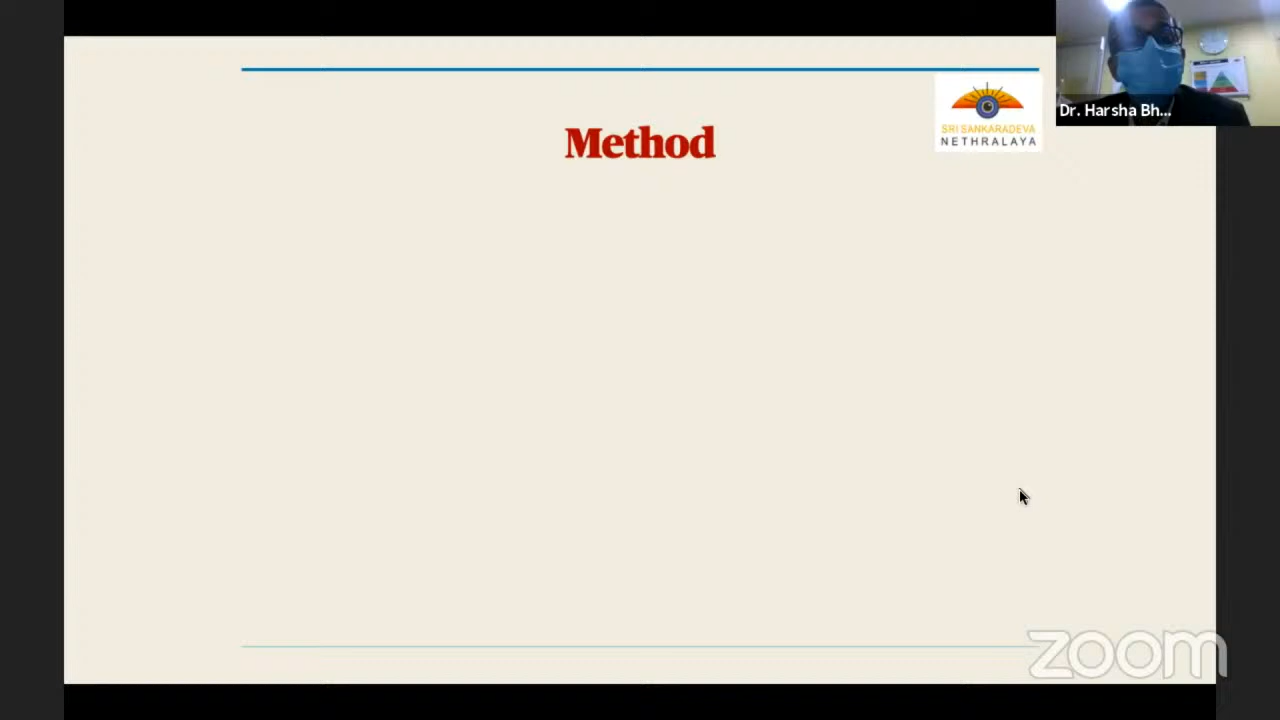 Method
SRI SANKARADEVA
NETHRALAYA
Dr. Harsha Bh...
zoom